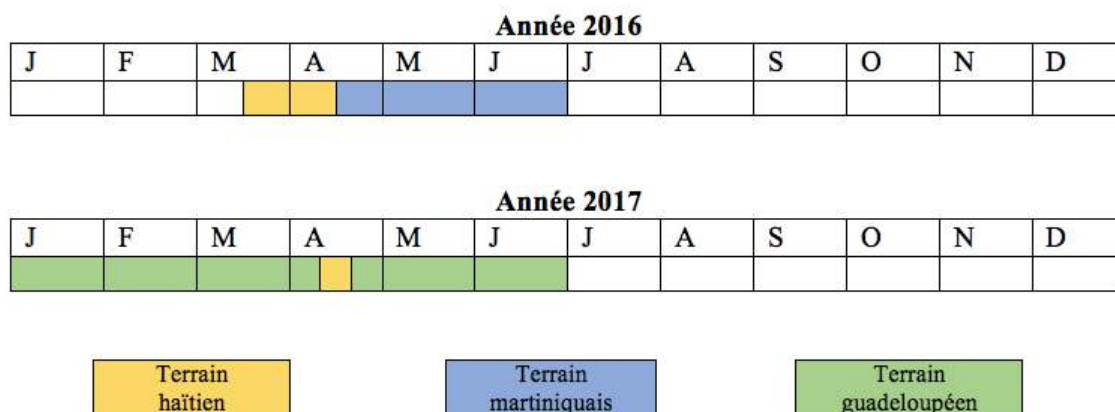 Année 2016
J F M A M J J A S O N D
Année 2017
J F M A M J J A S O N D
Terrain haïtien
Terrain martiniquais
Terrain guadeloupéen